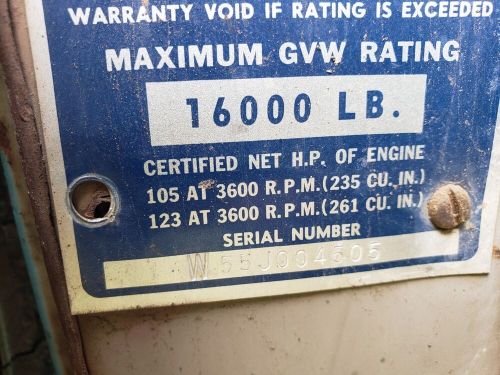 WARRANTY VOID IF RATING IS EXCEEDED
MAXIMUM GVW RATING
16000 LB.
CERTIFIED NET H.P. OF ENGINE
105 AT 3600 R.P.M. (235 CU. IN.)
123 AT 3600 R.P.M. (261 CU. IN.)
SERIAL NUMBER